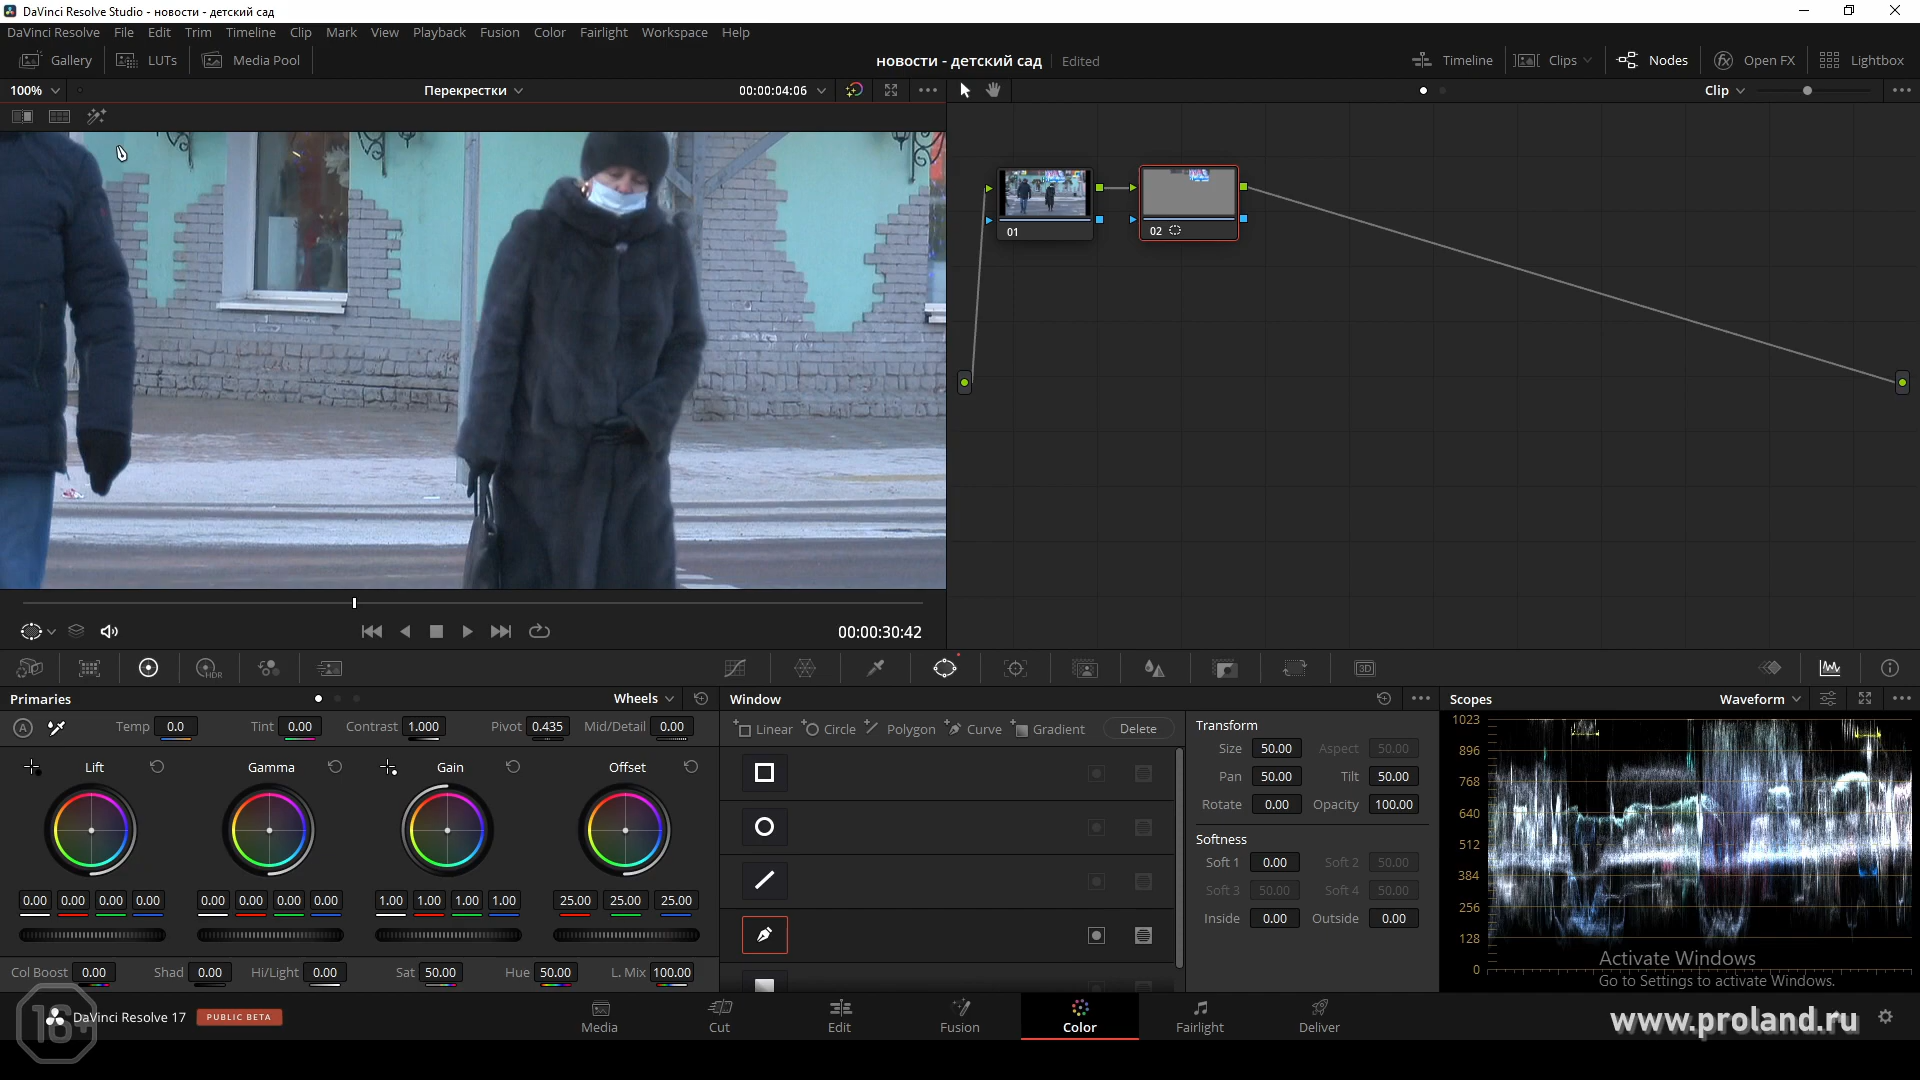 DaVinci Resolve Studio - новости - детский сад
DaVinci Resolve File Edit Trim Timeline Clip Mark View Playback Fusion Color Fairlight Workspace Help
Gallery LUTs Media Pool новости - детский сад Edited Timeline Clips Nodes Open FX Lightbox
100% Перекрестки 00:00:04:06 Clip
01
02
00:00:30:42
HDR
3D
Primaries Wheels Window Scopes Waveform
A Temp 0.0 Tint 0.00 Contrast 1.000 Pivot 0.435 Mid/Detail 0.00
Linear Circle Polygon Curve Gradient Delete
Lift Gamma Gain Offset
0.00 0.00 0.00 0.00 0.00 0.00 0.00 0.00 1.00 1.00 1.00 1.00 25.00 25.00 25.00
Col Boost 0.00 Shad 0.00 Hi/Light 0.00 Sat 50.00 Hue 50.00 L. Mix 100.00
Transform
Size 50.00 Aspect 50.00
Pan 50.00 Tilt 50.00
Rotate 0.00 Opacity 100.00
Softness
Soft 1 0.00 Soft 2 50.00
Soft 3 50.00 Soft 4 50.00
Inside 0.00 Outside 0.00
1023
896
768
640
512
384
256
128
0
Activate Windows
Go to Settings to activate Windows.
16+
DaVinci Resolve 17 PUBLIC BETA
Media Cut Edit Fusion Color Fairlight Deliver
www.proland.ru